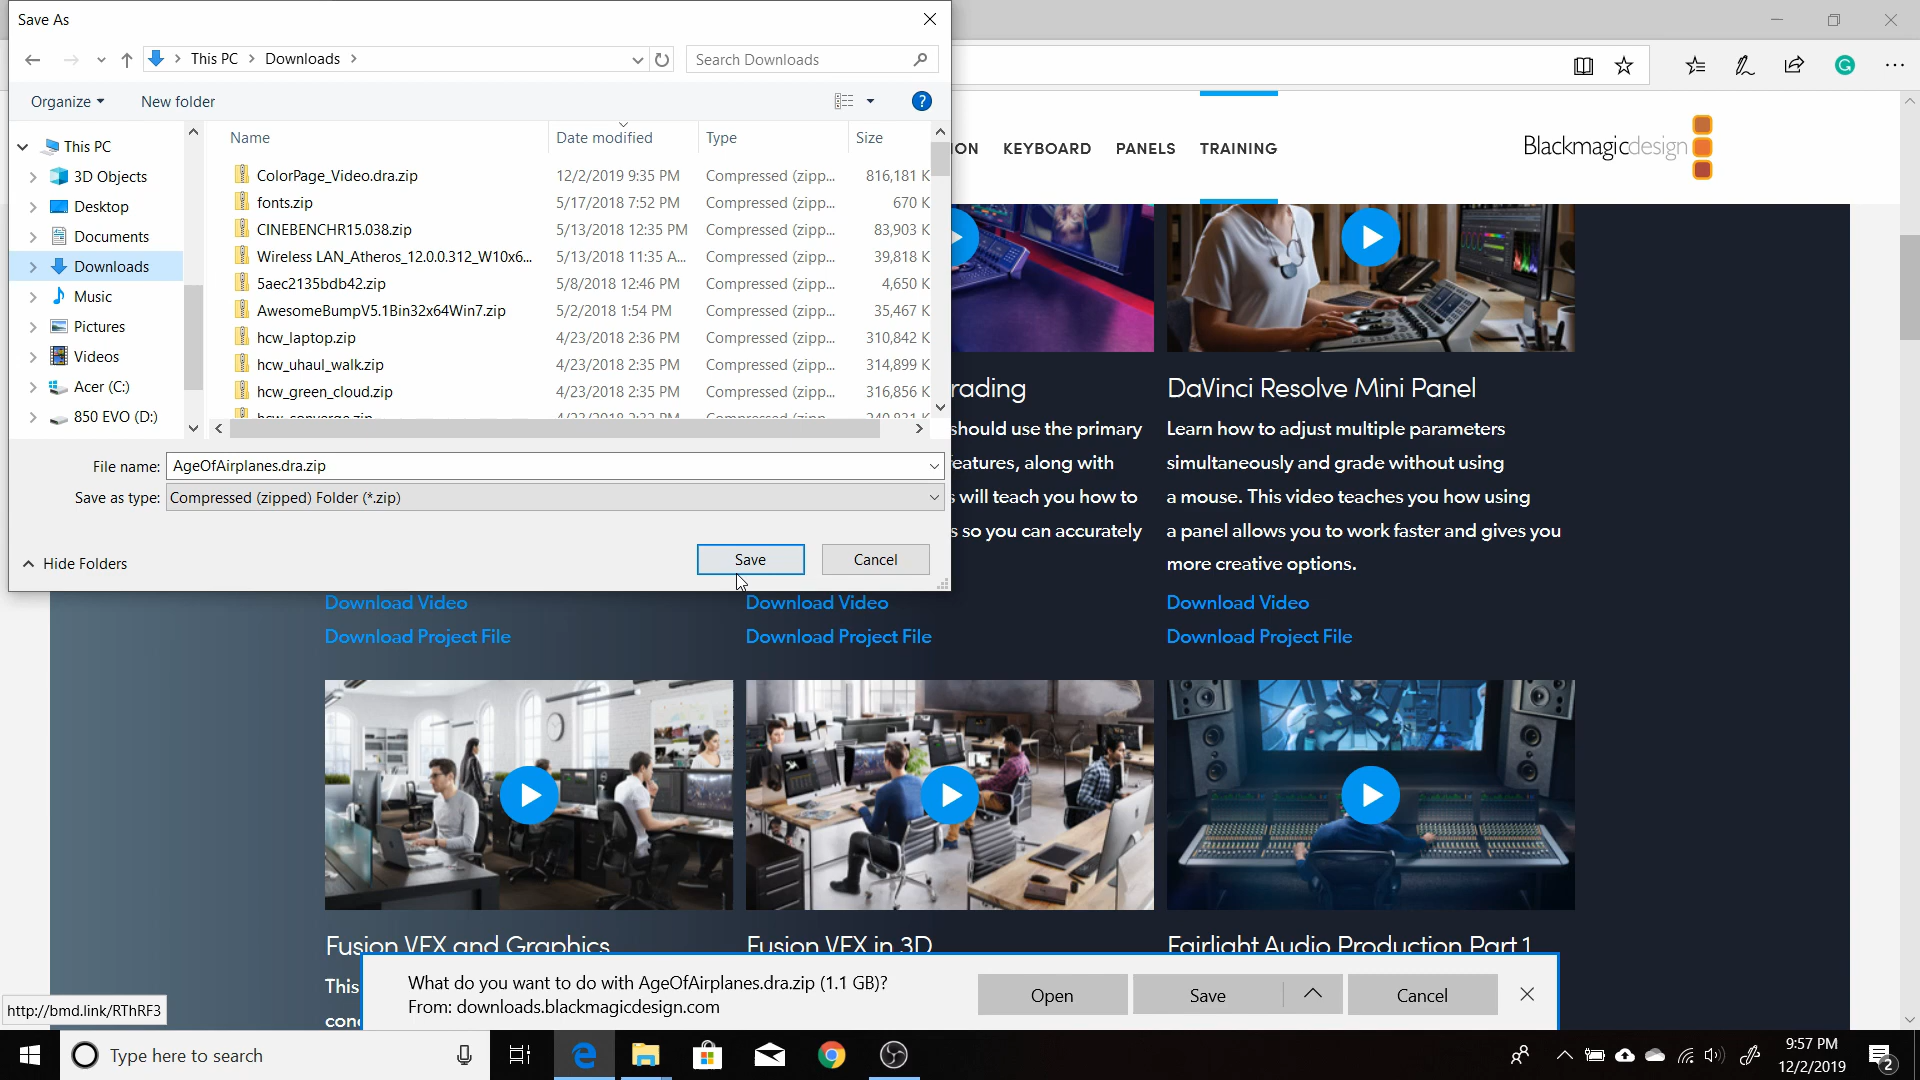 Save As
This PC > Downloads >
Search Downloads
Organize
New folder
Name Date modified Type Size
This PC
3D Objects
Desktop
Documents
Downloads
Music
Pictures
Videos
Acer (C:)
850 EVO (D:)
ColorPage_Video.dra.zip 12/2/2019 9:35 PM Compressed (zipp... 816,181 K
fonts.zip 5/17/2018 7:52 PM Compressed (zipp... 670 K
CINEBENCHR15.038.zip 5/13/2018 12:35 PM Compressed (zipp... 83,903 K
Wireless LAN_Atheros_12.0.0.312_W10x6... 5/13/2018 11:35 A... Compressed (zipp... 39,818 K
5aec2135bdb42.zip 5/8/2018 12:46 PM Compressed (zipp... 4,650 K
AwesomeBumpV5.1Bin32x64Win7.zip 5/2/2018 1:54 PM Compressed (zipp... 35,467 K
hcw_laptop.zip 4/23/2018 2:36 PM Compressed (zipp... 310,842 K
hcw_uhaul_walk.zip 4/23/2018 2:35 PM Compressed (zipp... 314,899 K
hcw_green_cloud.zip 4/23/2018 2:35 PM Compressed (zipp... 316,856 K
File name: AgeOfAirplanes.dra.zip
Save as type: Compressed (zipped) Folder (*.zip)
Hide Folders
Save
Cancel
ON KEYBOARD PANELS TRAINING
Blackmagicdesign
rading
should use the primary
eatures, along with
will teach you how to
s so you can accurately
DaVinci Resolve Mini Panel
Learn how to adjust multiple parameters
simultaneously and grade without using
a mouse. This video teaches you how using
a panel allows you to work faster and gives you
more creative options.
Download Video Download Video Download Video
Download Project File Download Project File Download Project File
Fusion VFX and Graphics Fusion VFX in 3D Fairlight Audio Production Part 1
This
con
What do you want to do with AgeOfAirplanes.dra.zip (1.1 GB)?
From: downloads.blackmagicdesign.com
Open
Save
Cancel
http://bmd.link/RThRF3
Type here to search
9:57 PM
12/2/2019
2